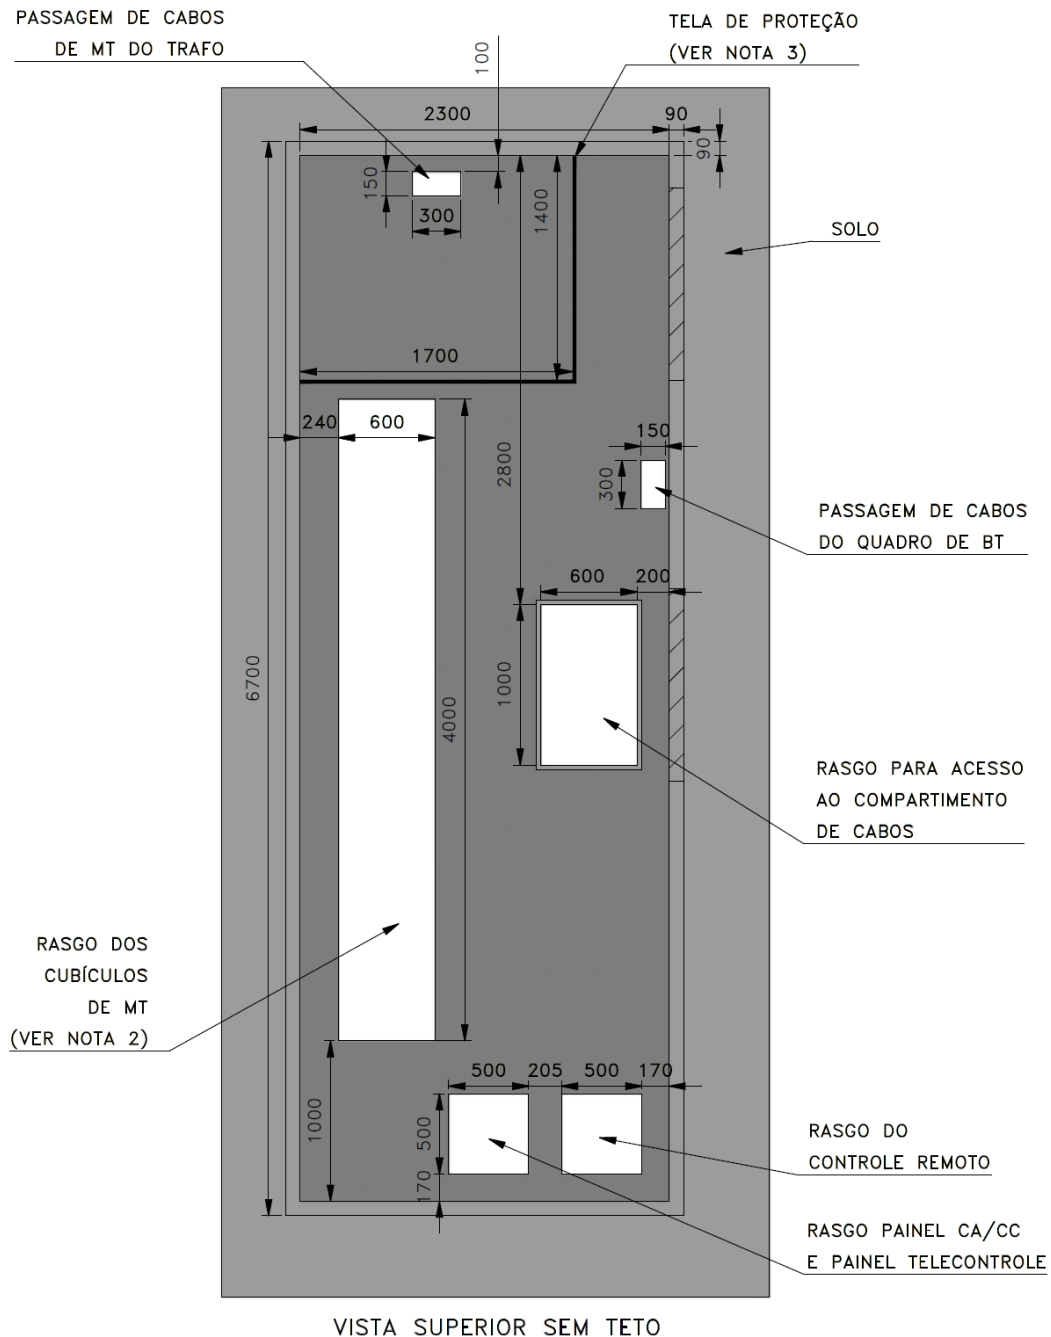 PASSAGEM DE CABOS
DE MT DO TRAFO
TELA DE PROTEÇÃO
(VER NOTA 3)
100
2300
90
90
150
300
1400
SOLO
1700
240
600
150
2800
300
PASSAGEM DE CABOS
DO QUADRO DE BT
600
200
6700
1000
4000
RASGO PARA ACESSO
AO COMPARTIMENTO
DE CABOS
RASGO DOS
CUBÍCULOS
DE MT
(VER NOTA 2)
500
205
500
170
1000
500
170
RASGO DO
CONTROLE REMOTO
RASGO PAINEL CA/CC
E PAINEL TELECONTROLE
VISTA SUPERIOR SEM TETO